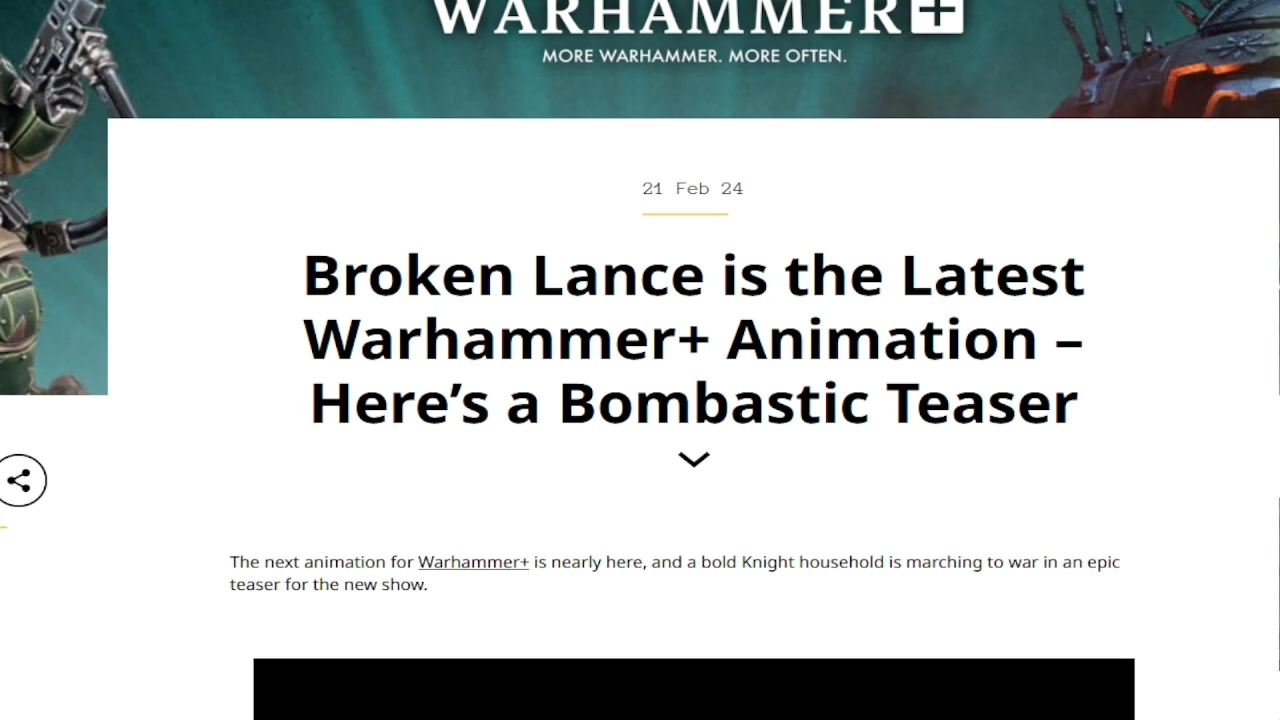 WARHAMMER+
MORE WARHAMMER. MORE OFTEN.
21 Feb 24
Broken Lance is the Latest
Warhammer+ Animation –
Here’s a Bombastic Teaser
The next animation for Warhammer+ is nearly here, and a bold Knight household is marching to war in an epic
teaser for the new show.